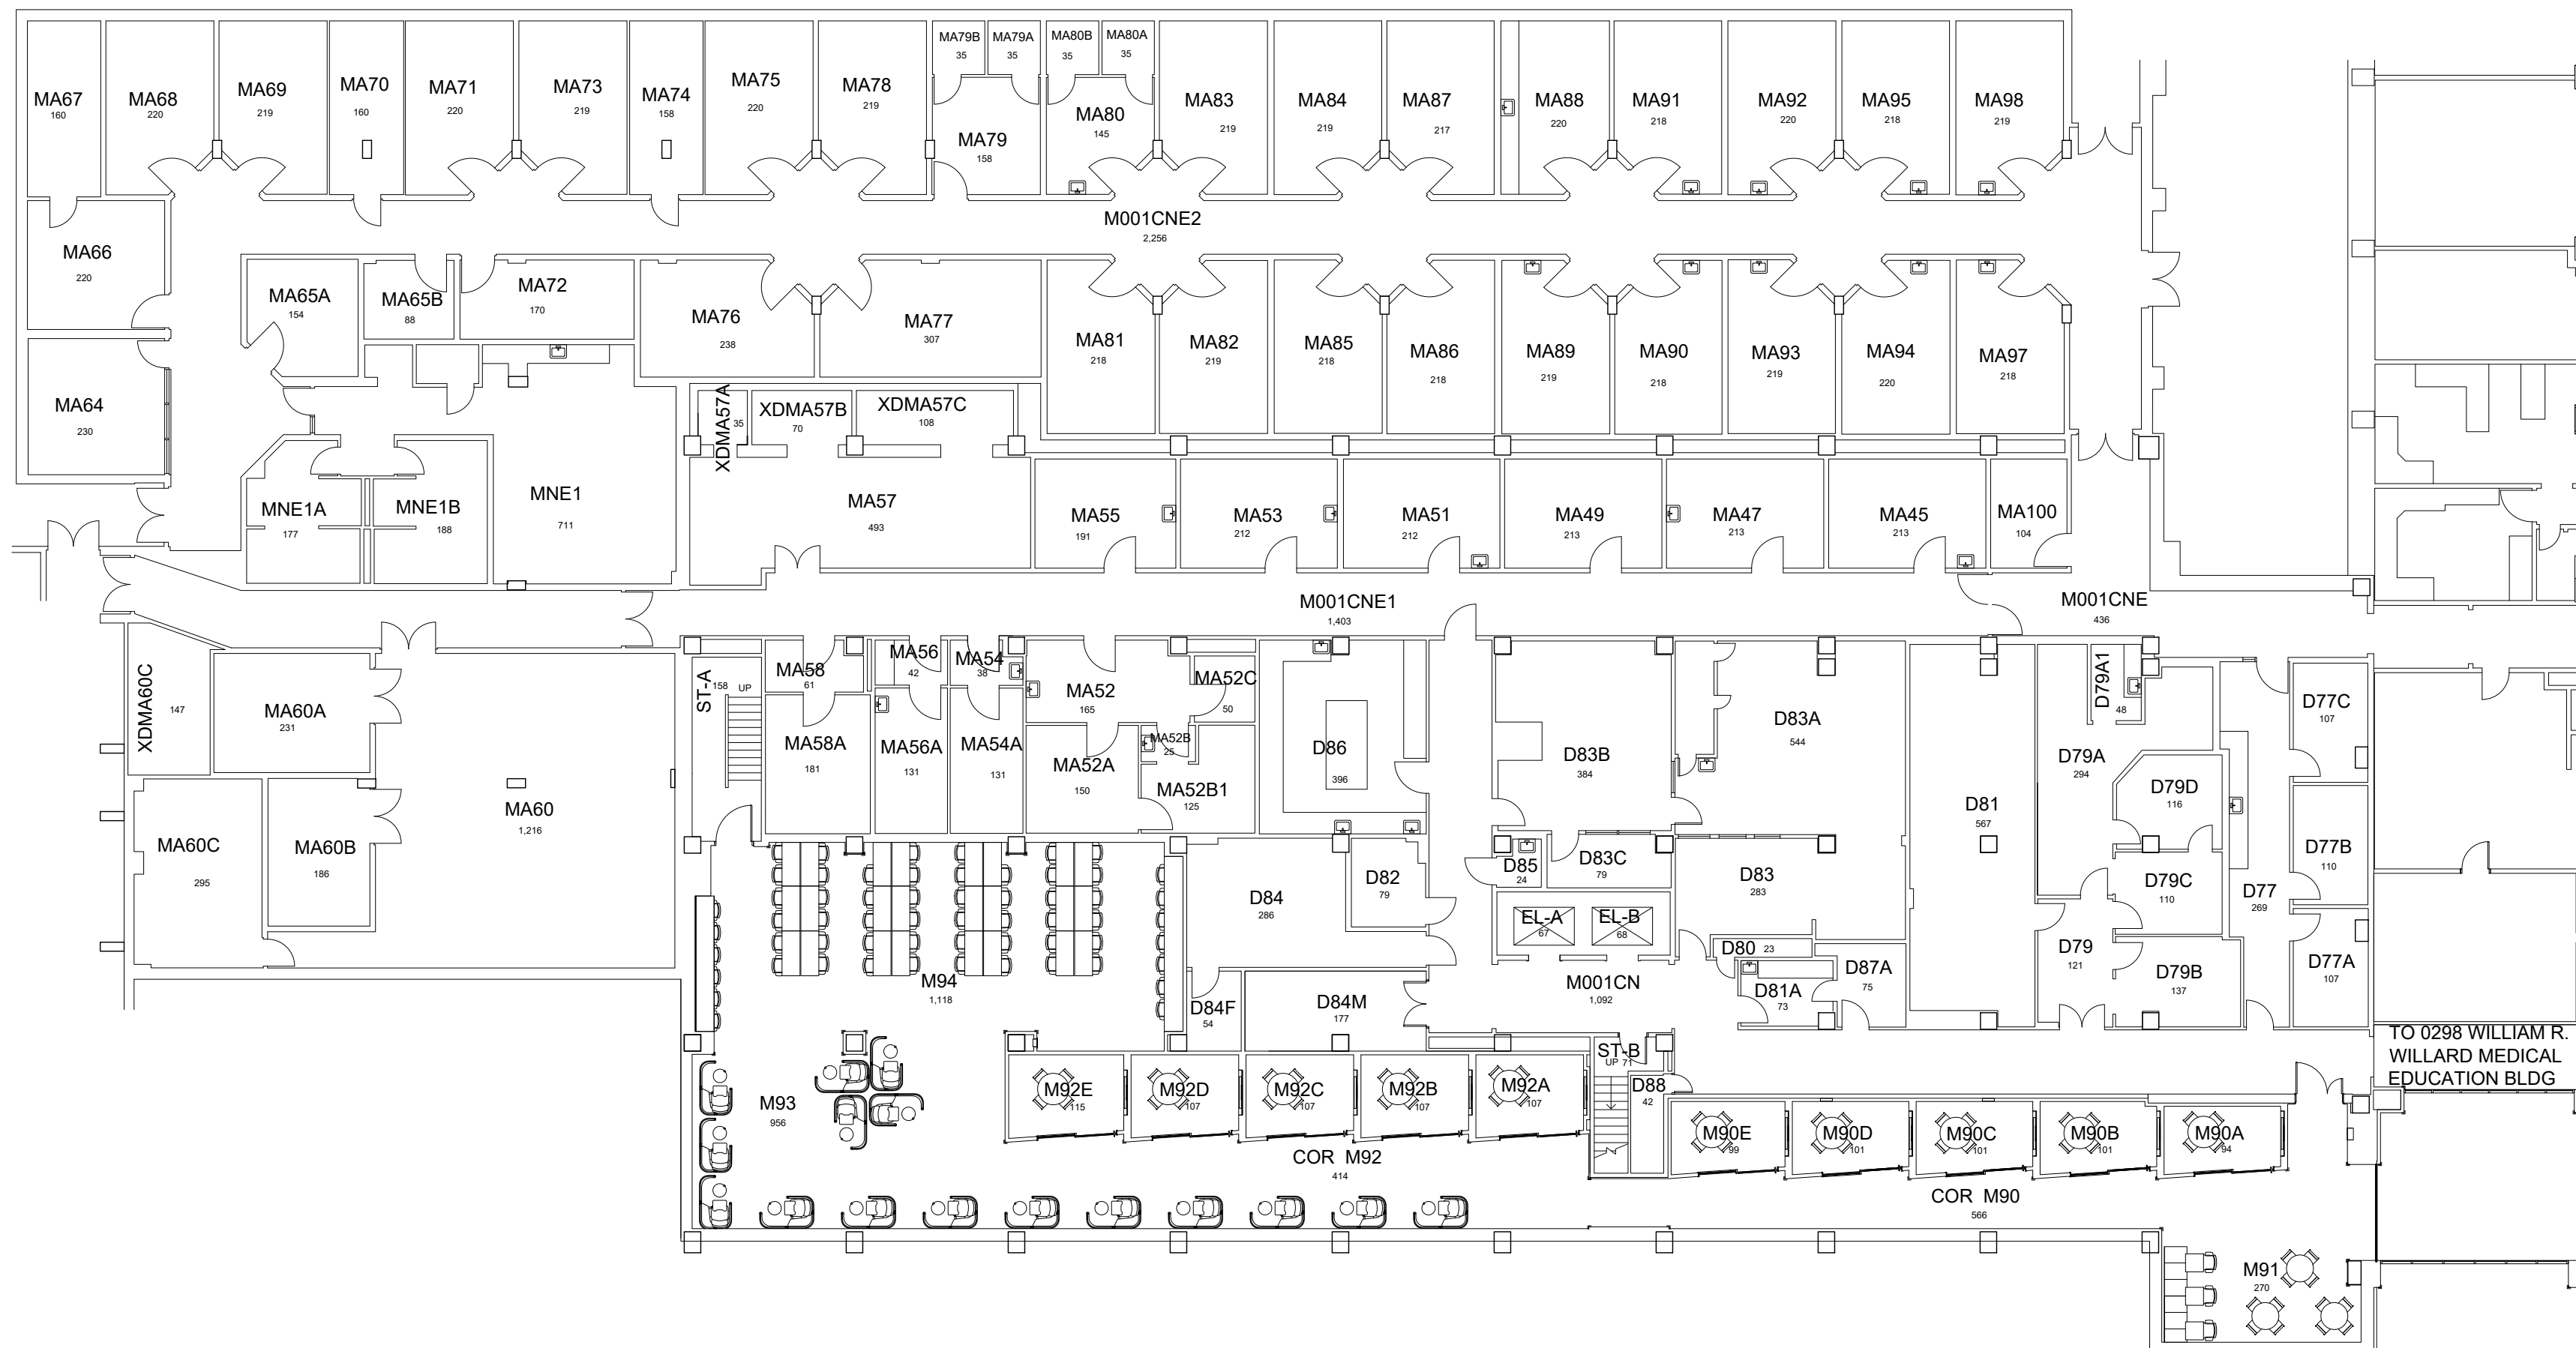 MA67
160
MA68
220
MA69
219
MA70
160
MA71
220
MA73
219
MA74
158
MA75
220
MA78
219
MA79B
35
MA79A
35
MA79
158
MA80B
35
MA80A
35
MA80
145
MA83
219
MA84
219
MA87
217
MA88
220
MA91
218
MA92
220
MA95
218
MA98
219
M001CNE2
2,256
MA66
220
MA65A
154
MA65B
88
MA72
170
MA76
238
MA77
307
MA81
218
MA82
219
MA85
218
MA86
218
MA89
219
MA90
218
MA93
219
MA94
220
MA97
218
MA64
230
XDMA57A
35
XDMA57B
70
XDMA57C
108
MNE1A
177
MNE1B
188
MNE1
711
MA57
493
MA55
191
MA53
212
MA51
212
MA49
213
MA47
213
MA45
213
MA100
104
M001CNE1
1,403
M001CNE
436
XDMA60C
147
MA60A
231
MA60
1,216
MA60C
295
MA60B
186
ST-A
158
UP
MA58
61
MA56
42
MA54
38
MA52
165
MA52C
50
MA58A
181
MA56A
131
MA54A
131
MA52A
150
MA52B
25
MA52B1
125
D86
396
D83B
384
D83A
544
D81
567
D79A1
48
D79A
294
D79D
116
D77C
107
D77B
110
D79C
110
D77
269
D85
24
D83C
79
D83
283
D84
286
D82
79
EL-A
67
EL-B
68
D80
23
D87A
75
D79
121
D79B
137
D77A
107
M94
1,118
D84F
54
D84M
177
M001CN
1,092
D81A
73
ST-B
UP 71
D88
42
TO 0298 WILLIAM R.
WILLARD MEDICAL
EDUCATION BLDG
M93
956
M92E
115
M92D
107
M92C
107
M92B
107
M92A
107
M90E
99
M90D
101
M90C
101
M90B
101
M90A
94
COR M92
414
COR M90
566
M91
270